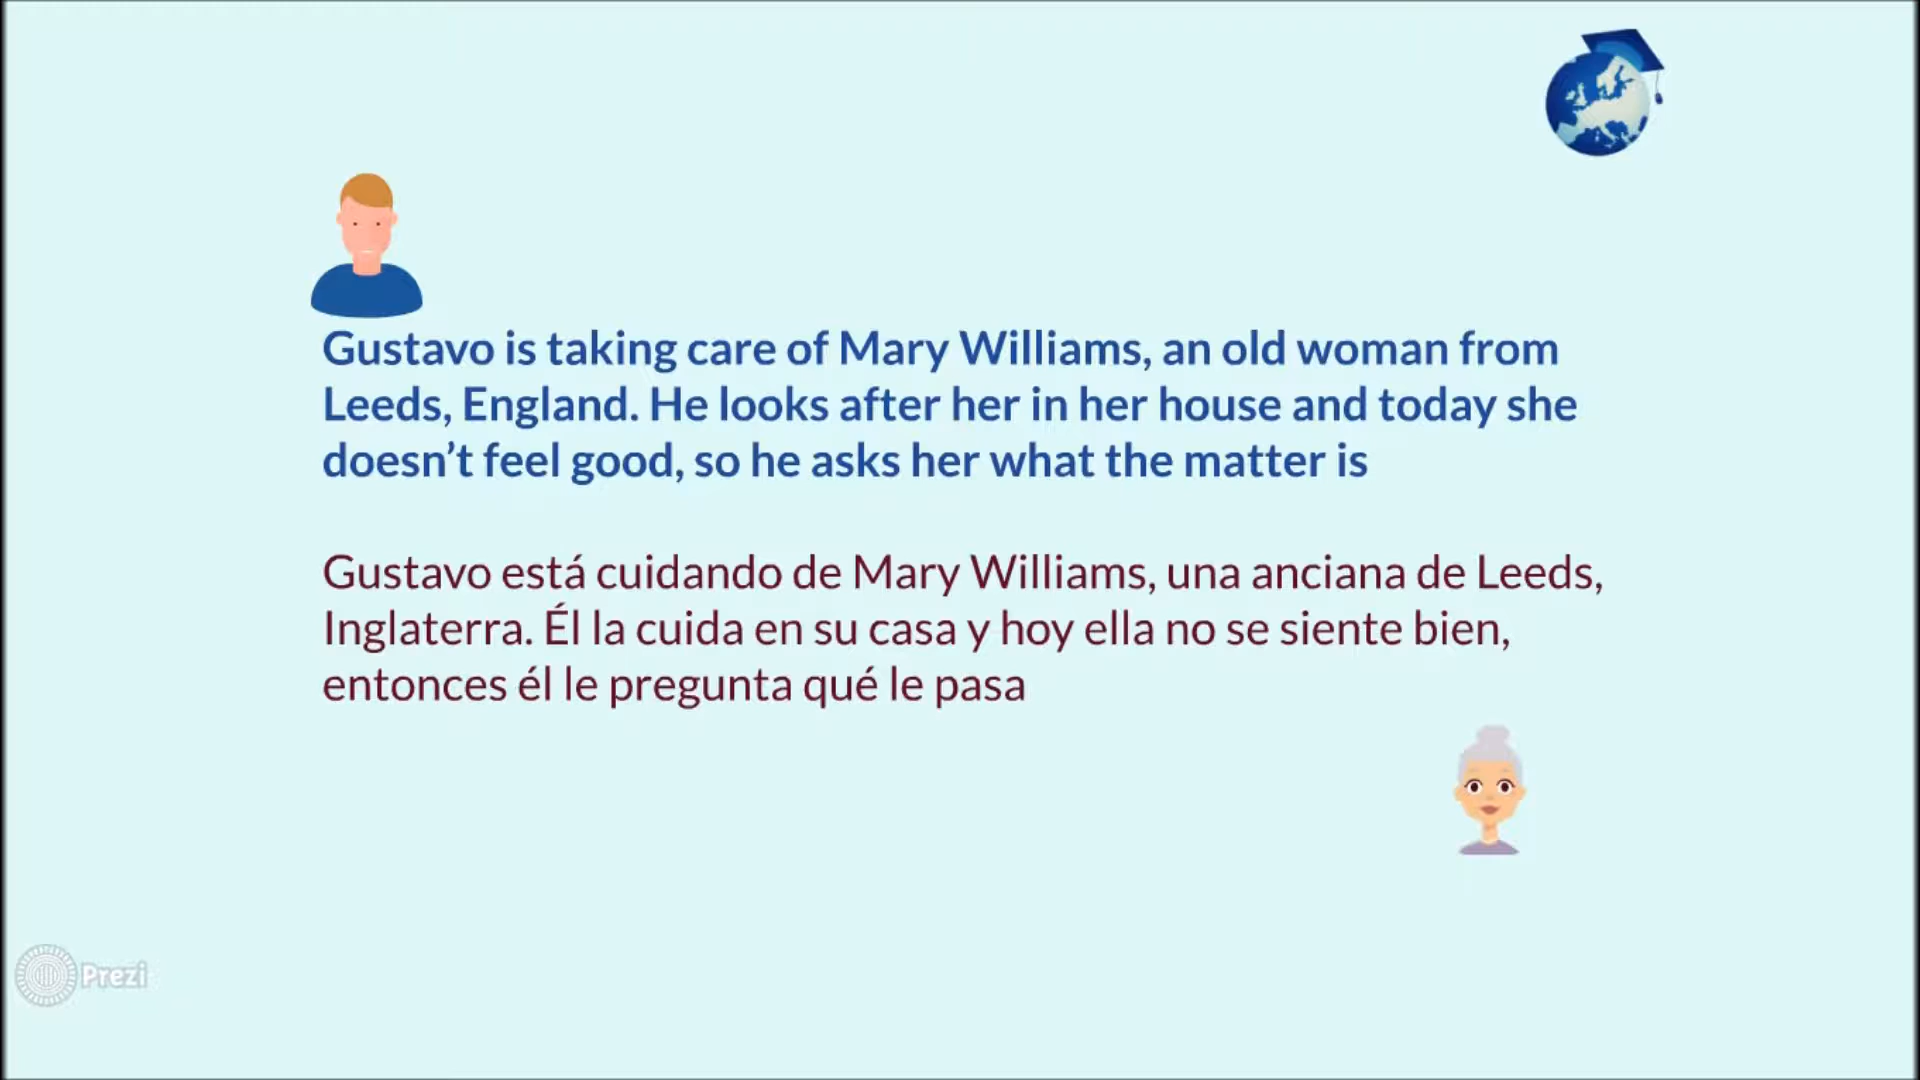 Gustavo is taking care of Mary Williams, an old woman from
Leeds, England. He looks after her in her house and today she
doesn’t feel good, so he asks her what the matter is
Gustavo está cuidando de Mary Williams, una anciana de Leeds,
Inglaterra. Él la cuida en su casa y hoy ella no se siente bien,
entonces él le pregunta qué le pasa
Prezi